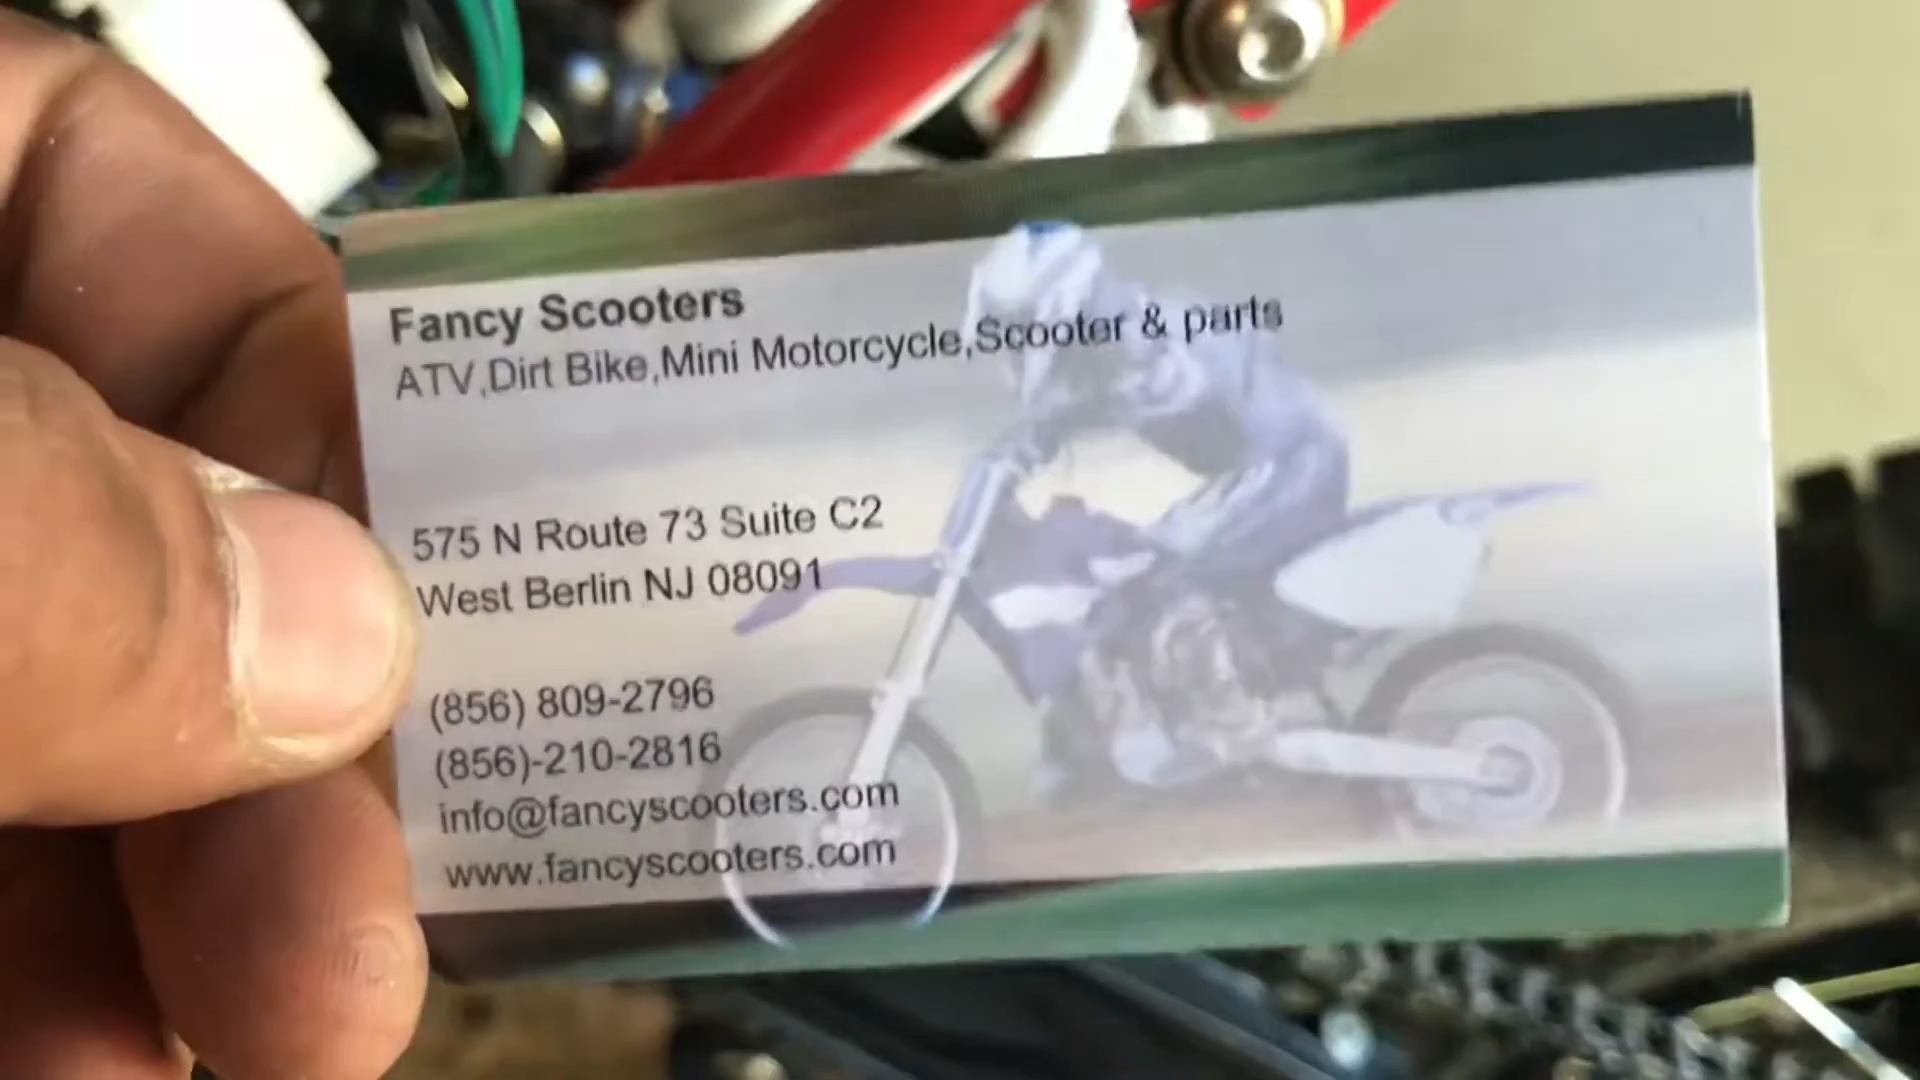 Fancy Scooters
ATV,Dirt Bike,Mini Motorcycle,Scooter & parts
575 N Route 73 Suite C2
West Berlin NJ 08091
(856) 809-2796
(856)-210-2816
info@fancyscooters.com
www.fancyscooters.com